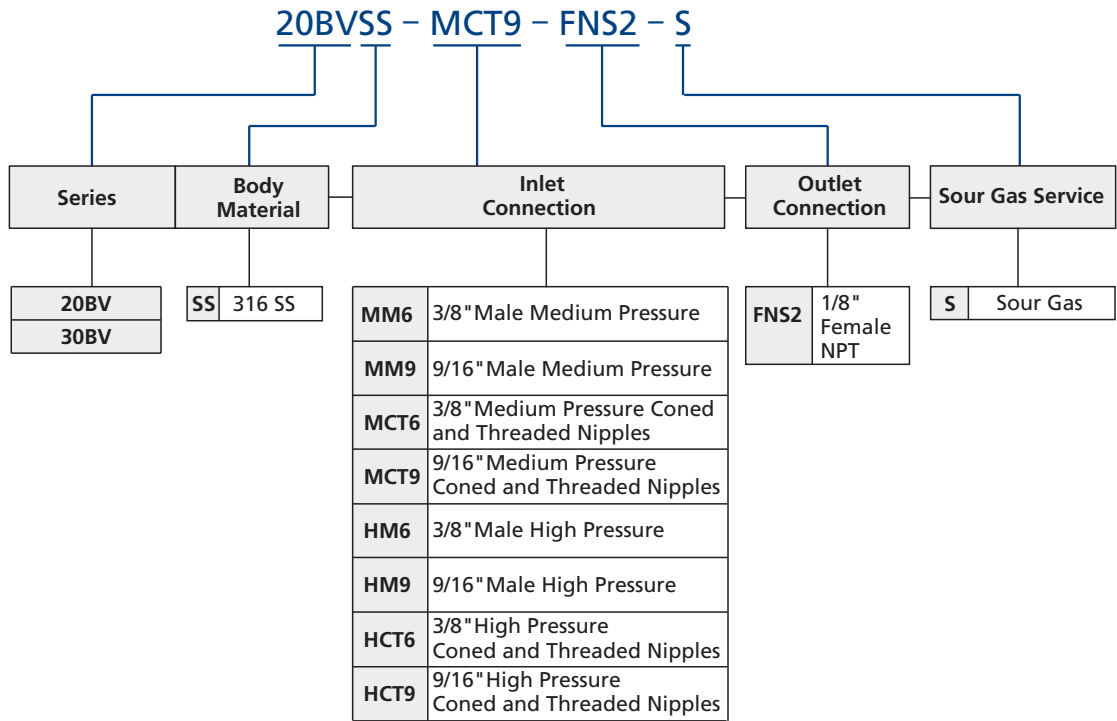 20BVSS – MCT9 – FNS2 – S
Series
Body
Material
Inlet
Connection
Outlet
Connection
Sour Gas Service
20BV
30BV
SS 316 SS
MM6 3/8" Male Medium Pressure
MM9 9/16" Male Medium Pressure
MCT6 3/8" Medium Pressure Coned
and Threaded Nipples
MCT9 9/16" Medium Pressure
Coned and Threaded Nipples
HM6 3/8" Male High Pressure
HM9 9/16" Male High Pressure
HCT6 3/8" High Pressure
Coned and Threaded Nipples
HCT9 9/16" High Pressure
Coned and Threaded Nipples
FNS2 1/8"
Female
NPT
S Sour Gas